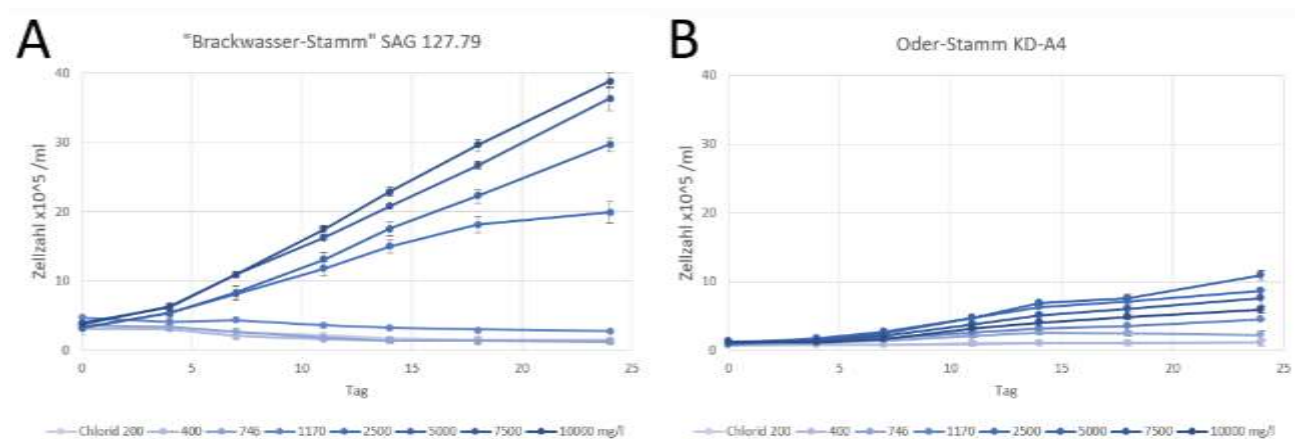 A
"Brackwasser-Stamm" SAG 127.79
40
30
20
10
0
Zellzahl x10^5 /ml
0 5 10 15 20 25
Tag
Chlorid 200 400 746 1170 2500 5000 7500 10000 mg/l
B
Oder-Stamm KD-A4
40
30
20
10
0
Zellzahl x10^5 /ml
0 5 10 15 20 25
Tag
Chlorid 200 400 746 1170 2500 5000 7500 10000 mg/l